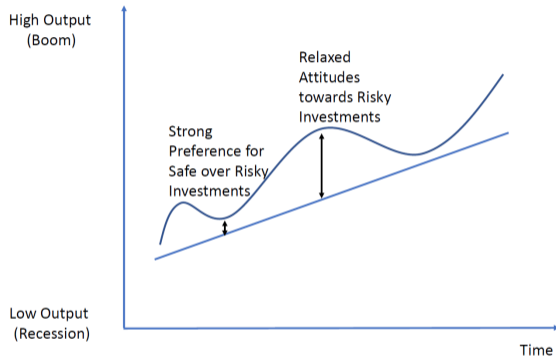 High Output
(Boom)
Relaxed
Attitudes
towards Risky
Investments
Strong
Preference for
Safe over Risky
Investments
Low Output
(Recession)
Time